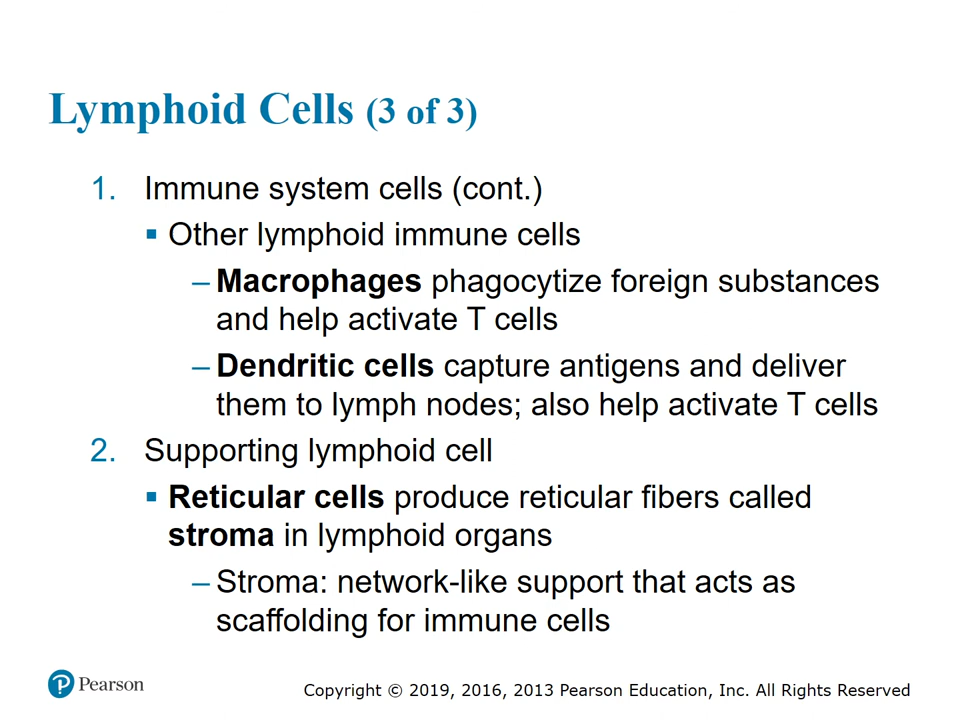 Lymphoid Cells (3 of 3)
1. Immune system cells (cont.)
▪ Other lymphoid immune cells
– Macrophages phagocytize foreign substances
and help activate T cells
– Dendritic cells capture antigens and deliver
them to lymph nodes; also help activate T cells
2. Supporting lymphoid cell
▪ Reticular cells produce reticular fibers called
stroma in lymphoid organs
– Stroma: network-like support that acts as
scaffolding for immune cells
Pearson
Copyright © 2019, 2016, 2013 Pearson Education, Inc. All Rights Reserved